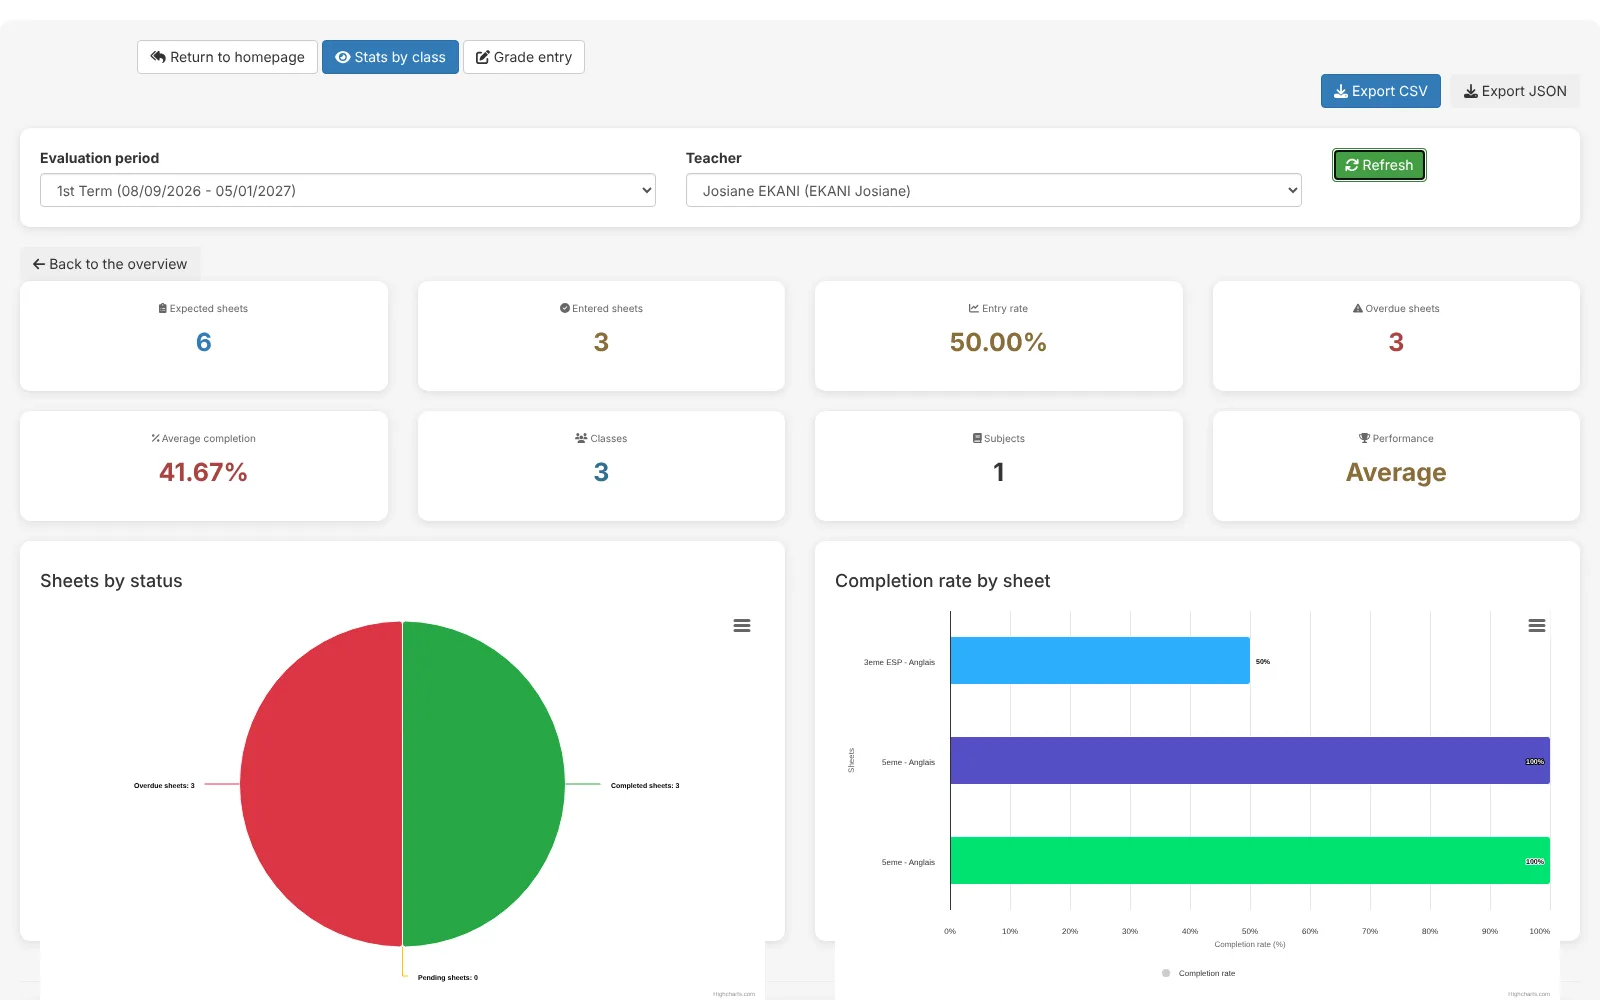 Return to homepage
Stats by class
Grade entry
Export CSV
Export JSON
Evaluation period
Teacher
Refresh
1st Term (08/09/2026 - 05/01/2027)
Josiane EKANI (EKANI Josiane)
Back to the overview
Expected sheets
6
Entered sheets
3
Entry rate
50.00%
Overdue sheets
3
Average completion
41.67%
Classes
3
Subjects
1
Performance
Average
Sheets by status
Overdue sheets: 3
Completed sheets: 3
Pending sheets: 0
Highcharts.com
Completion rate by sheet
3eme ESP - Anglais
50%
Sheets
5eme - Anglais
100%
5eme - Anglais
100%
0%
10%
20%
30%
40%
50%
60%
70%
80%
90%
100%
Completion rate (%)
Completion rate
Highcharts.com